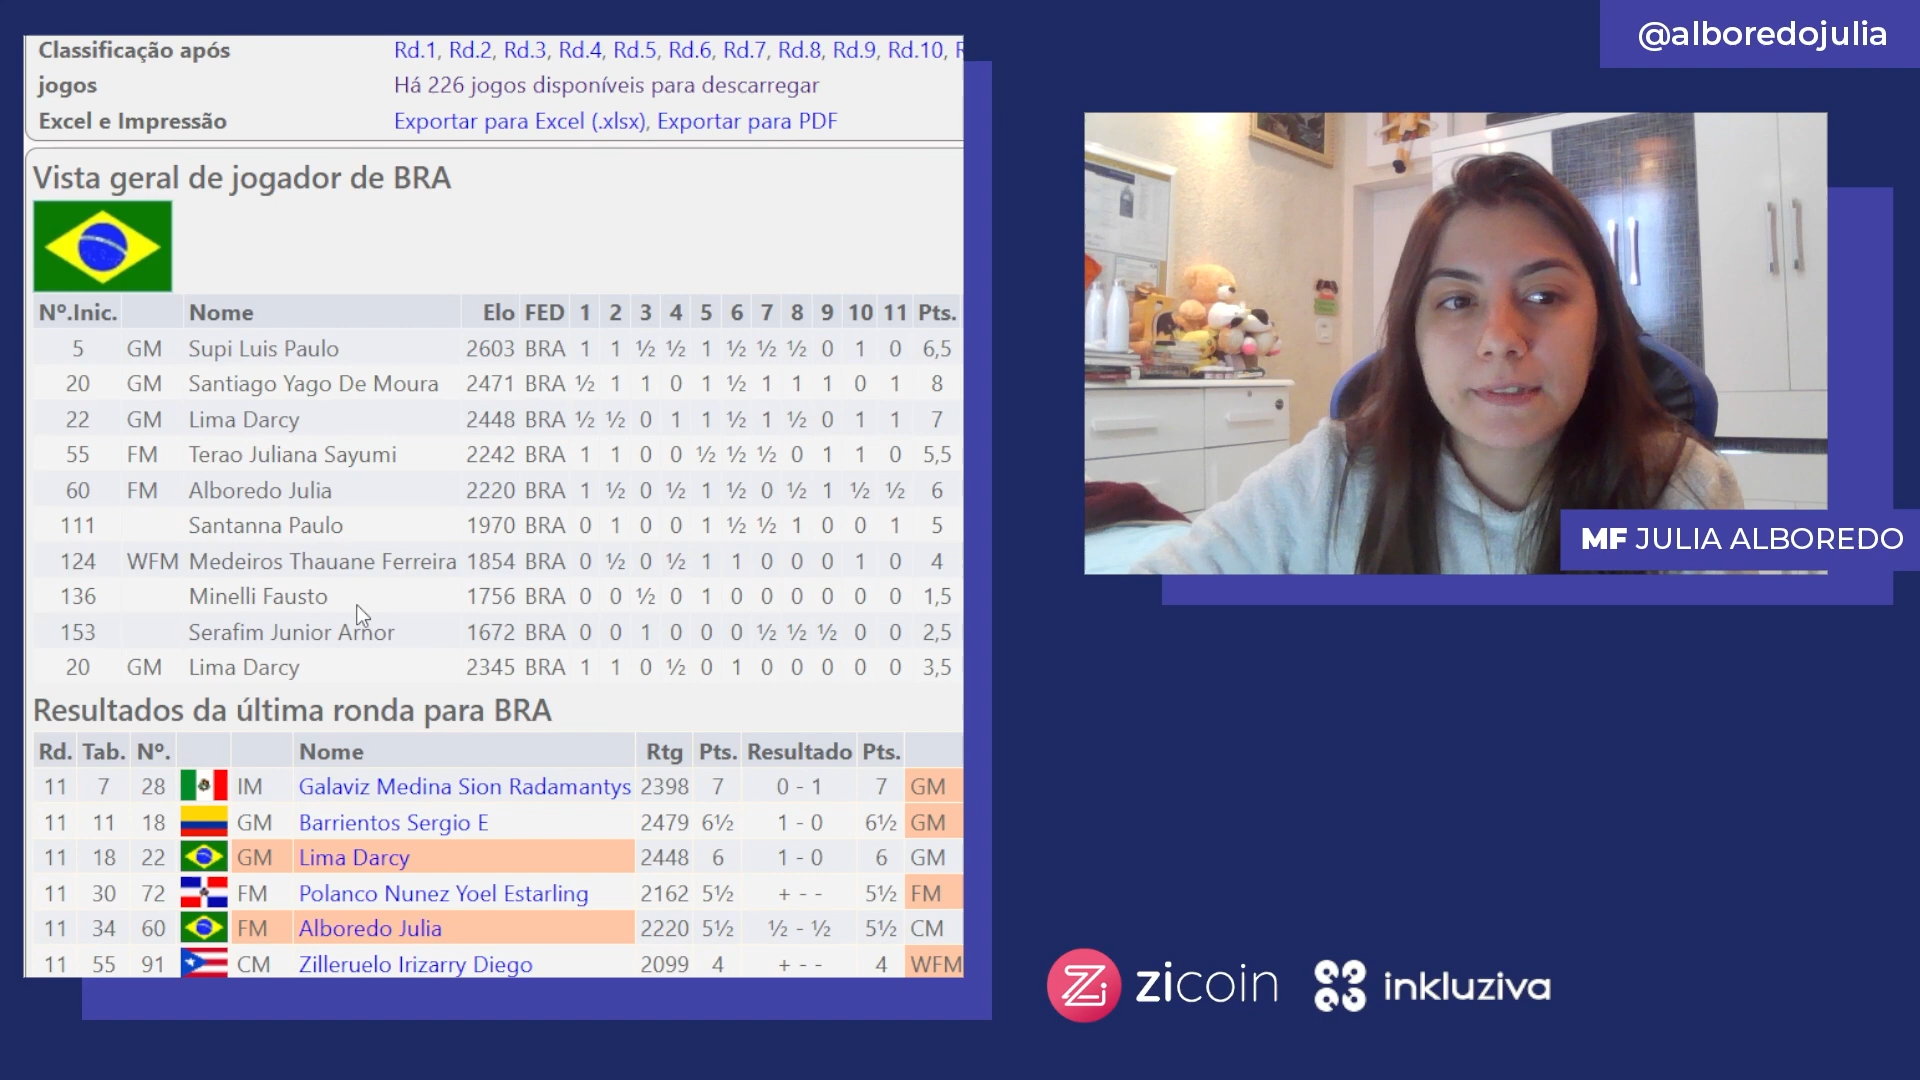 @alboredojulia
Classificação após Rd.1, Rd.2, Rd.3, Rd.4, Rd.5, Rd.6, Rd.7, Rd.8, Rd.9, Rd.10,
jogos Há 226 jogos disponíveis para descarregar
Excel e Impressão Exportar para Excel (.xlsx), Exportar para PDF
Vista geral de jogador de BRA
Nº.Inic. Nome Elo FED 1 2 3 4 5 6 7 8 9 10 11 Pts.
5 GM Supi Luis Paulo 2603 BRA 1 1 ½ ½ 1 ½ ½ ½ 0 1 0 6,5
20 GM Santiago Yago De Moura 2471 BRA ½ 1 1 0 1 ½ 1 1 1 0 1 8
22 GM Lima Darcy 2448 BRA ½ ½ 0 1 1 ½ 1 ½ 0 1 1 7
55 FM Terao Juliana Sayumi 2242 BRA 1 1 0 0 ½ ½ ½ 0 1 1 0 5,5
60 FM Alboredo Julia 2220 BRA 1 ½ 0 ½ 1 ½ 0 ½ 1 ½ ½ 6
111 Santanna Paulo 1970 BRA 0 1 0 0 1 ½ ½ 1 0 0 1 5
124 WFM Medeiros Thauane Ferreira 1854 BRA 0 ½ 0 ½ 1 1 0 0 0 1 0 4
136 Minelli Fausto 1756 BRA 0 0 ½ 0 1 0 0 0 0 0 0 1,5
153 Serafim Junior Arnor 1672 BRA 0 0 1 0 0 0 ½ ½ ½ 0 0 2,5
20 GM Lima Darcy 2345 BRA 1 1 0 ½ 0 1 0 0 0 0 0 3,5
Resultados da última ronda para BRA
Rd. Tab. Nº. Nome Rtg Pts. Resultado Pts.
11 7 28 IM Galaviz Medina Sion Radamantys 2398 7 0 - 1 7 GM
11 11 18 GM Barrientos Sergio E 2479 6½ 1 - 0 6½ GM
11 18 22 GM Lima Darcy 2448 6 1 - 0 6 GM
11 30 72 FM Polanco Nunez Yoel Estarling 2162 5½ + - - 5½ FM
11 34 60 FM Alboredo Julia 2220 5½ ½ - ½ 5½ CM
11 55 91 CM Zilleruelo Irizarry Diego 2099 4 + - - 4 WFM
MF JULIA ALBOREDO
zicoin
inkluziva